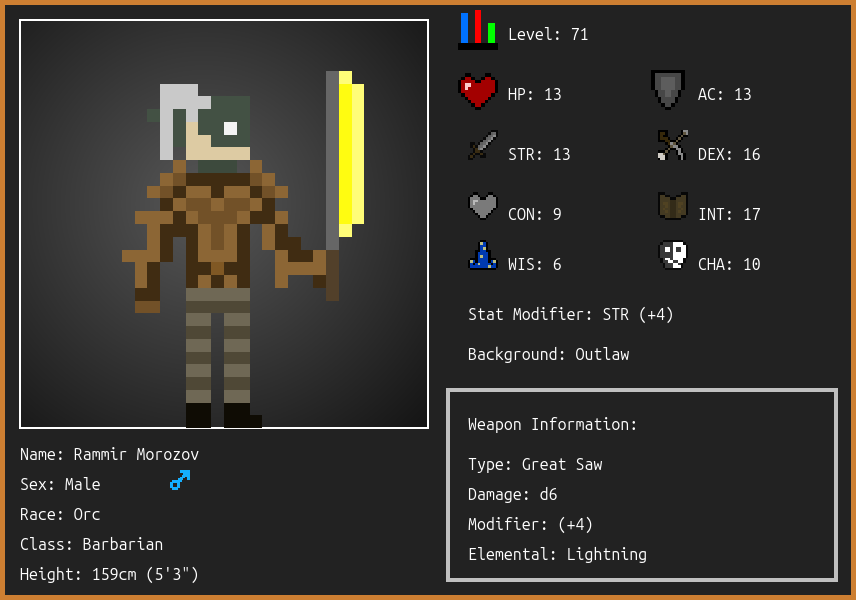 Level: 71
HP: 13
AC: 13
STR: 13
DEX: 16
CON: 9
INT: 17
WIS: 6
CHA: 10
Stat Modifier: STR (+4)
Background: Outlaw
Weapon Information:
Type: Great Saw
Damage: d6
Modifier: (+4)
Elemental: Lightning
Name: Rammir Morozov
Sex: Male
Race: Orc
Class: Barbarian
Height: 159cm (5'3")